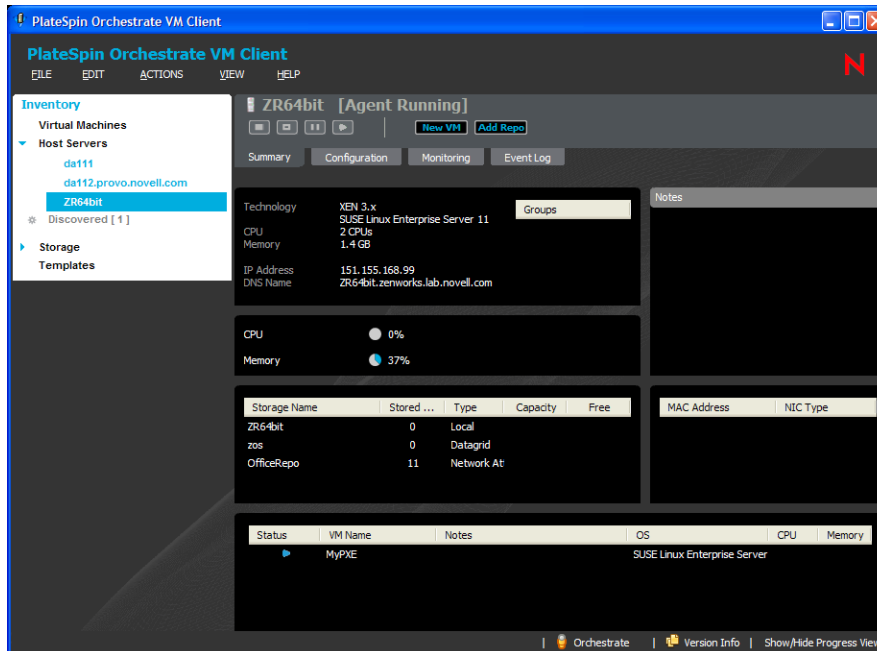 PlateSpin Orchestrate VM Client
PlateSpin Orchestrate VM Client
FILE EDIT ACTIONS VIEW HELP
N
Inventory
Virtual Machines
Host Servers
da111
da112.provo.novell.com
ZR64bit
Discovered [ 1 ]
Storage
Templates
ZR64bit [Agent Running]
New VM Add Repo
Summary Configuration Monitoring Event Log
Technology XEN 3.x
SUSE Linux Enterprise Server 11
CPU 2 CPUs
Memory 1.4 GB
IP Address 151.155.168.99
DNS Name ZR64bit.zenworks.lab.novell.com
Groups
Notes
CPU 0%
Memory 37%
Storage Name Stored ... Type Capacity Free
ZR64bit 0 Local
zos 0 Datagrid
OfficeRepo 11 Network At
MAC Address NIC Type
Status VM Name Notes OS CPU Memory
MyPXE SUSE Linux Enterprise Server
Orchestrate | Version Info | Show/Hide Progress View